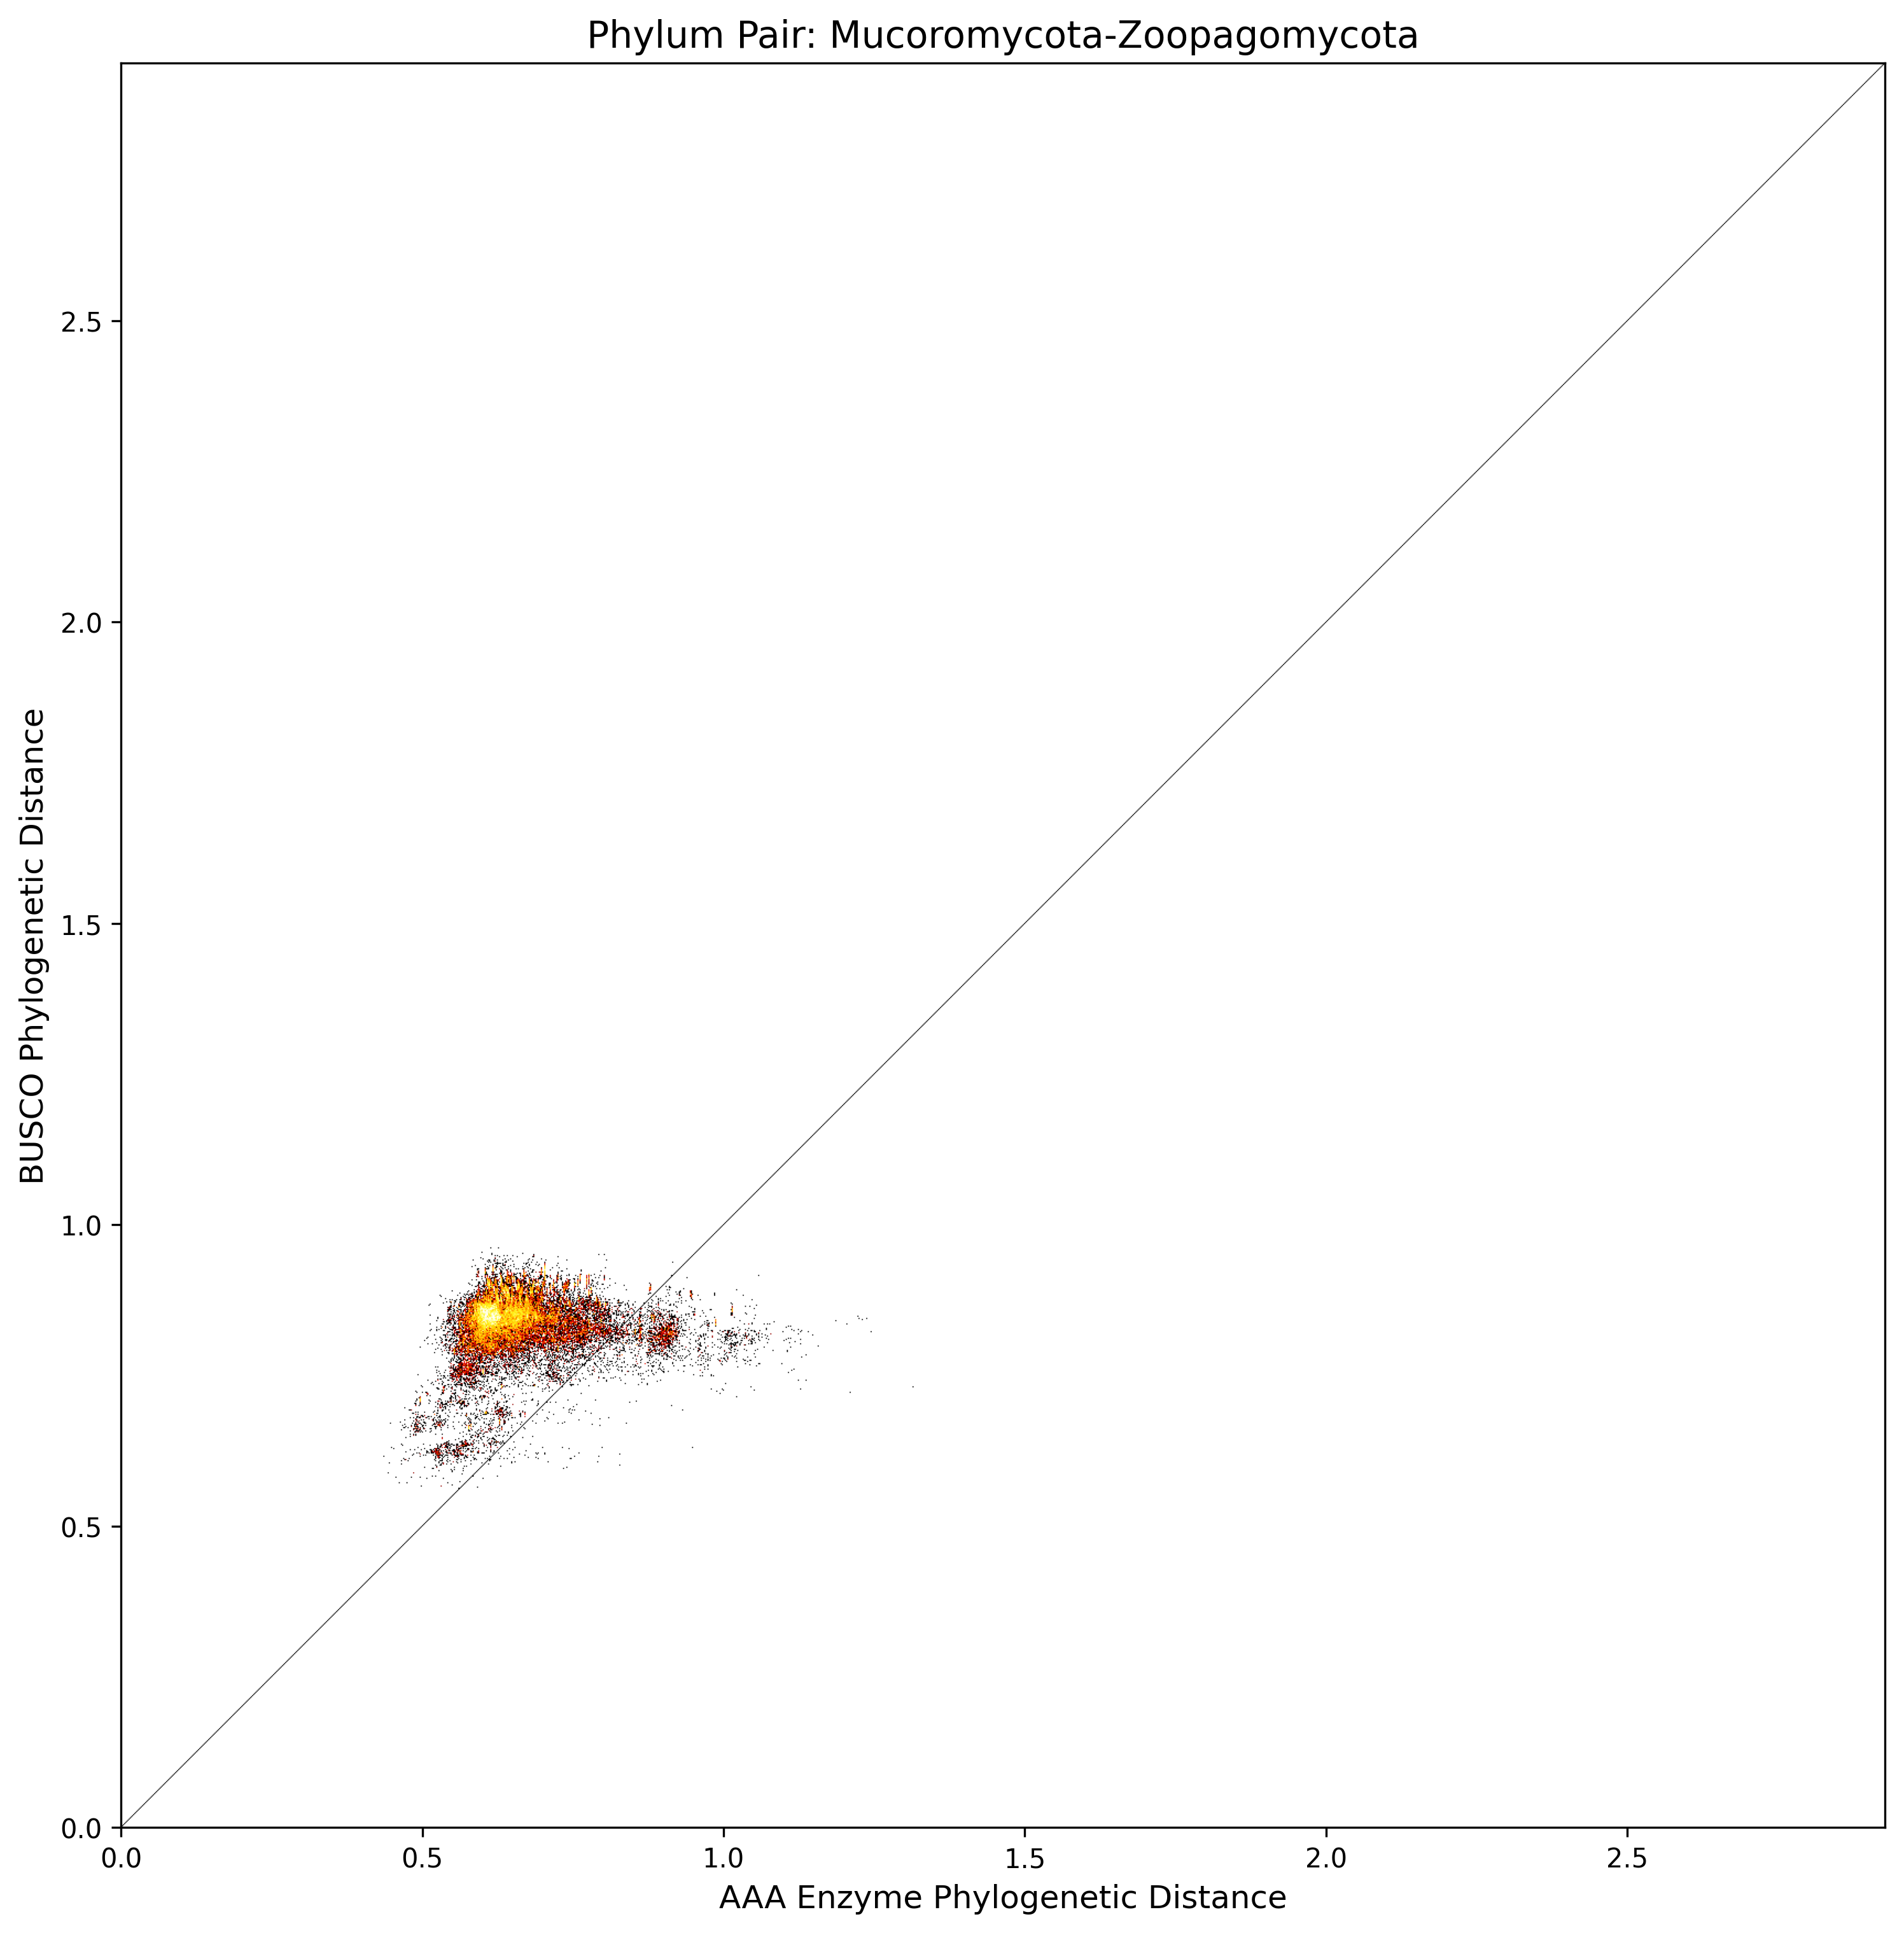 Phylum Pair: Mucoromycota-Zoopagomycota
BUSCO Phylogenetic Distance
2.5
2.0
1.5
1.0
0.5
0.0
0.0 0.5 1.0 1.5 2.0 2.5
AAA Enzyme Phylogenetic Distance